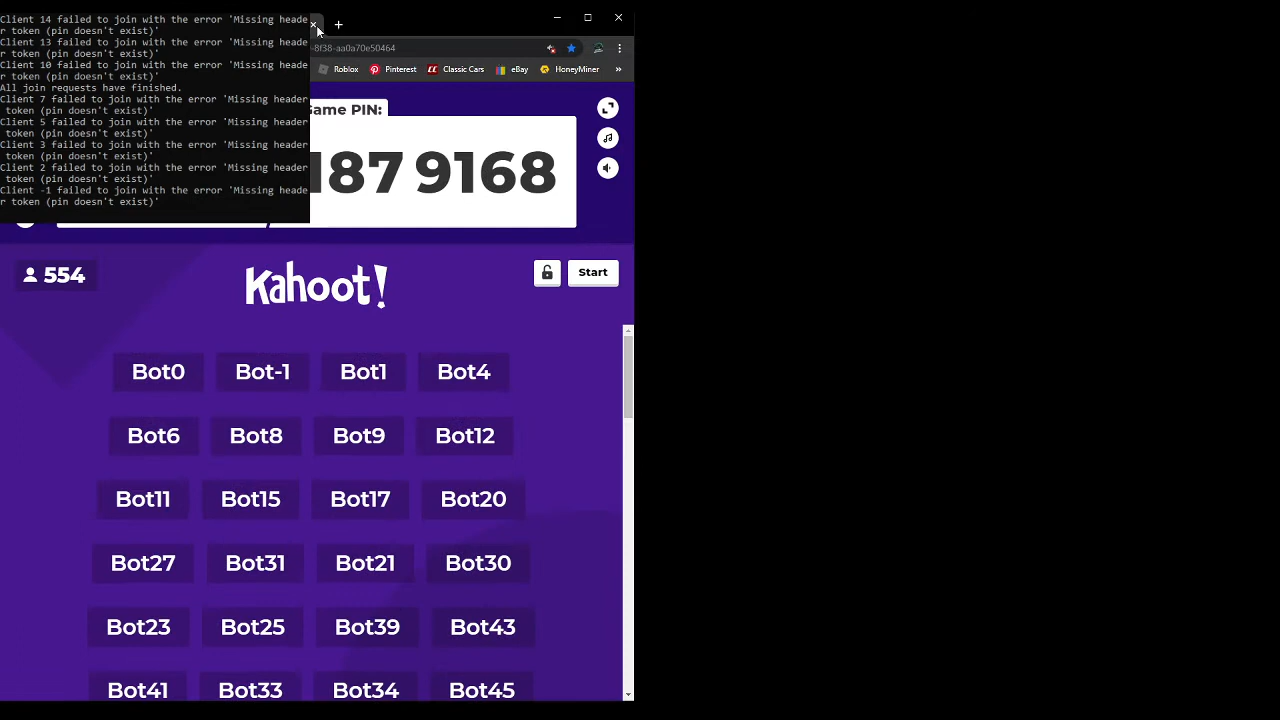 Client 14 failed to join with the error 'Missing heade
r token (pin doesn't exist)'
Client 13 failed to join with the error 'Missing heade
r token (pin doesn't exist)'
Client 10 failed to join with the error 'Missing heade
r token (pin doesn't exist)'
All join requests have finished.
Client 7 failed to join with the error 'Missing header
 token (pin doesn't exist)'
Client 5 failed to join with the error 'Missing header
 token (pin doesn't exist)'
Client 3 failed to join with the error 'Missing header
 token (pin doesn't exist)'
Client 2 failed to join with the error 'Missing header
 token (pin doesn't exist)'
Client -1 failed to join with the error 'Missing heade
r token (pin doesn't exist)'
-8f38-aa0a70e50464
Roblox Pinterest Classic Cars eBay HoneyMiner »
Game PIN:
187 9168
554 Kahoot! Start
Bot0 Bot-1 Bot1 Bot4
Bot6 Bot8 Bot9 Bot12
Bot11 Bot15 Bot17 Bot20
Bot27 Bot31 Bot21 Bot30
Bot23 Bot25 Bot39 Bot43
Bot41 Bot33 Bot34 Bot45